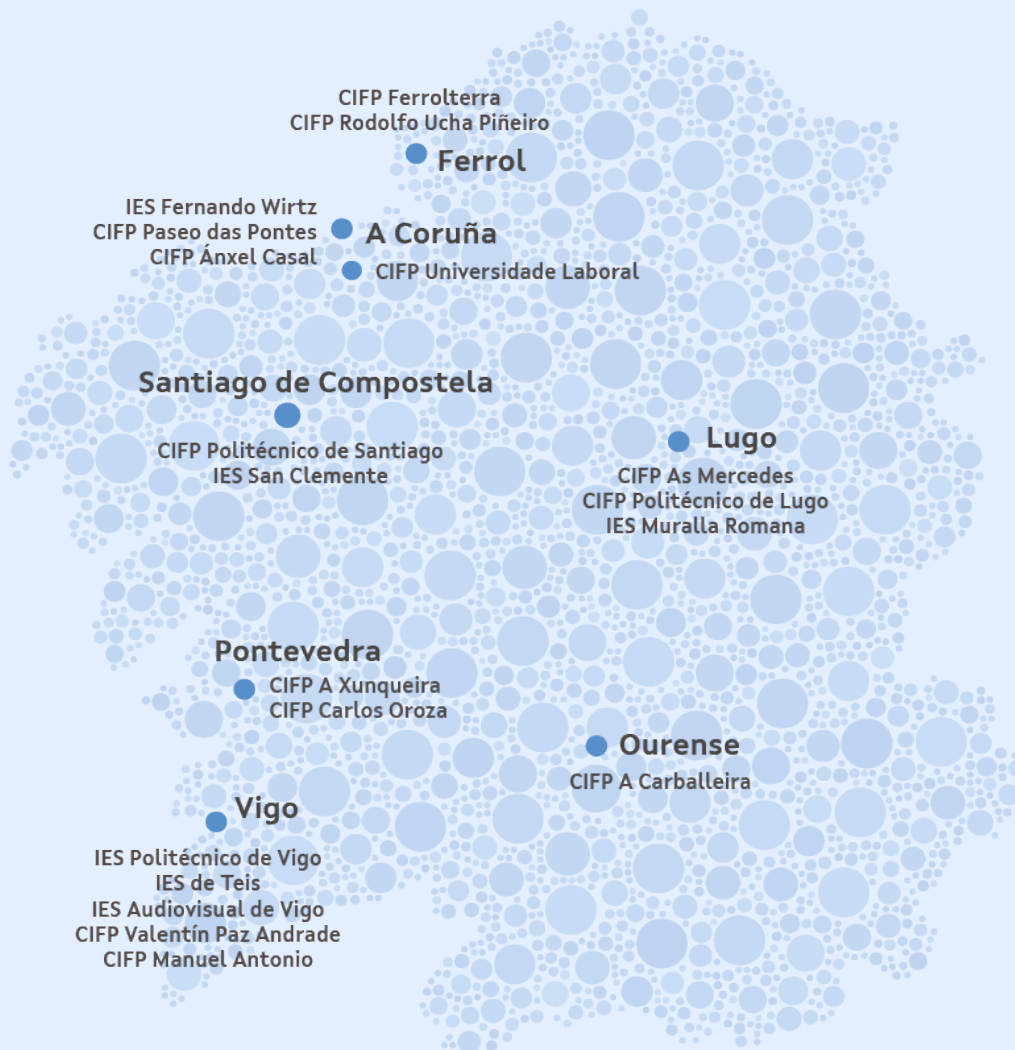 CIFP Ferrolterra
CIFP Rodolfo Ucha Piñeiro
Ferrol
IES Fernando Wirtz
CIFP Paseo das Pontes
CIFP Ánxel Casal
A Coruña
CIFP Universidade Laboral
Santiago de Compostela
CIFP Politécnico de Santiago
IES San Clemente
Lugo
CIFP As Mercedes
CIFP Politécnico de Lugo
IES Muralla Romana
Pontevedra
CIFP A Xunqueira
CIFP Carlos Oroza
Ourense
CIFP A Carballeira
Vigo
IES Politécnico de Vigo
IES de Teis
IES Audiovisual de Vigo
CIFP Valentín Paz Andrade
CIFP Manuel Antonio